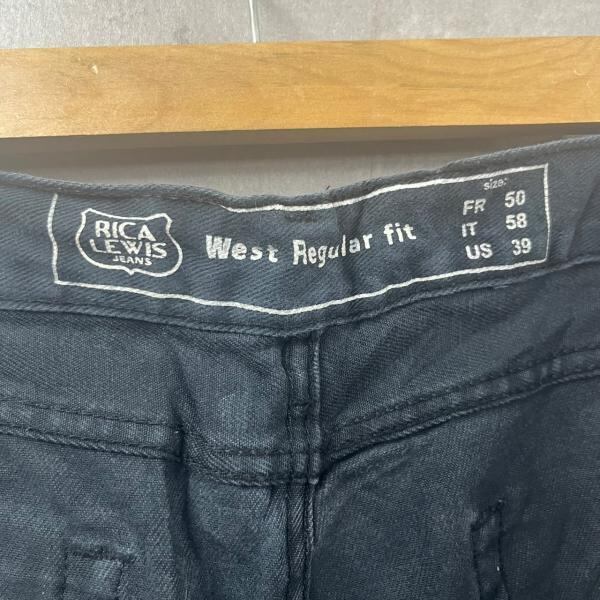 RICA
LEWIS
JEANS
West Regular fit
size:
FR 50
IT 58
US 39